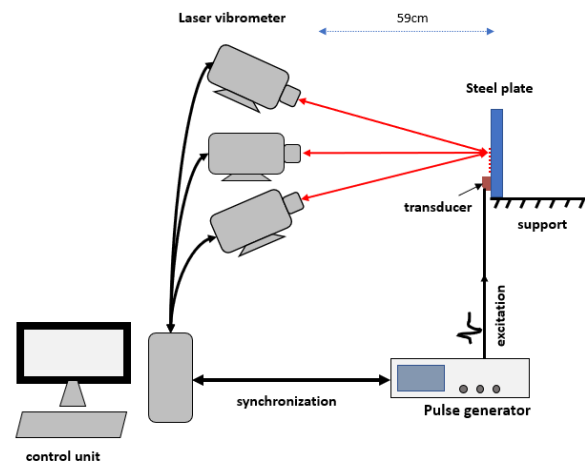 Laser vibrometer
59cm
Steel plate
transducer
support
excitation
synchronization
Pulse generator
control unit